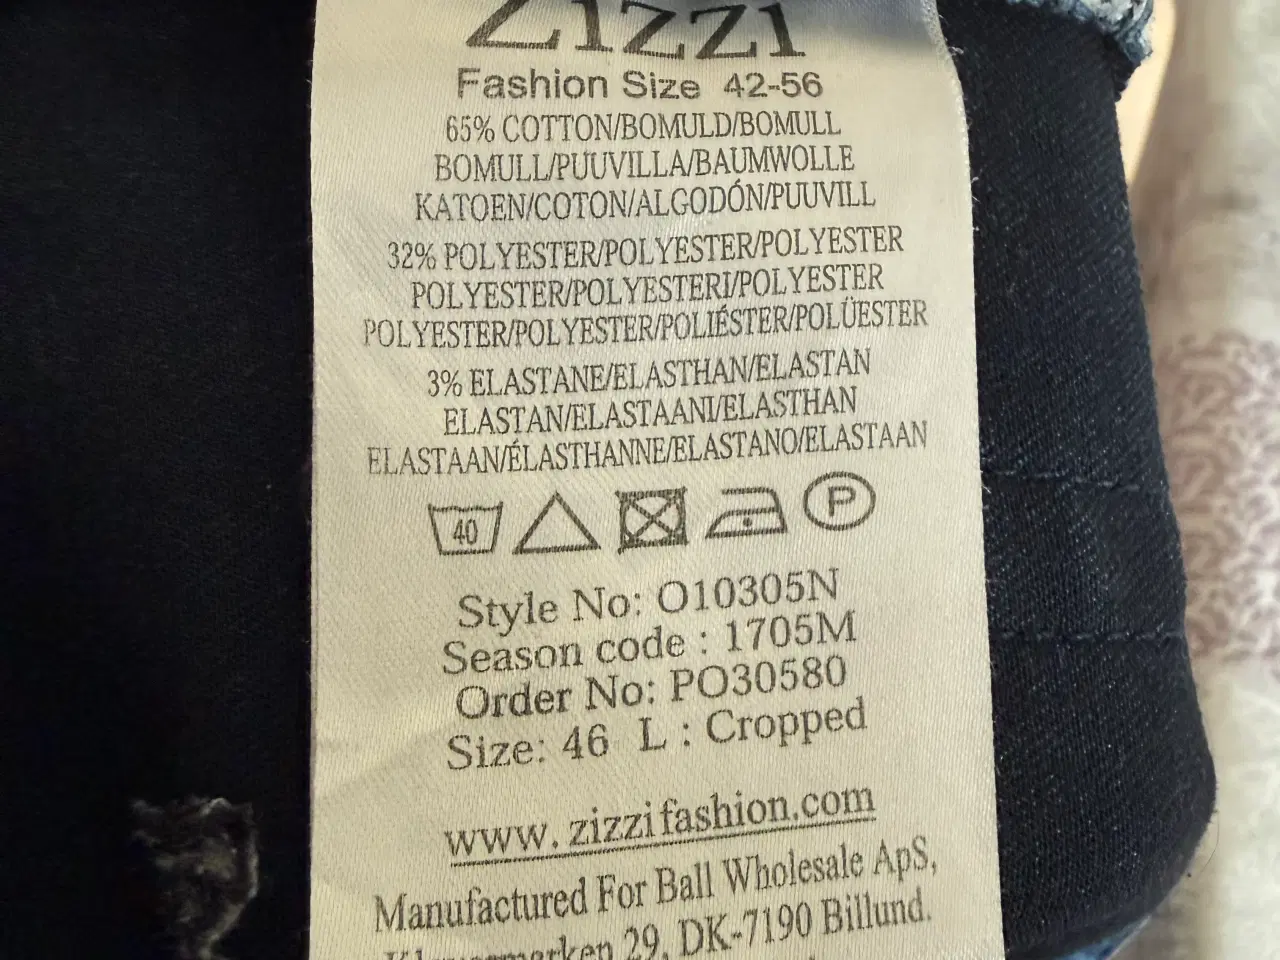 Zizzi
Fashion Size 42-56
65% COTTON/BOMULD/BOMULL
BOMULL/PUUVILLA/BAUMWOLLE
KATOEN/COTON/ALGODÓN/PUUVILL
32% POLYESTER/POLYESTER/POLYESTER
POLYESTER/POLYESTERI/POLYESTER
POLYESTER/POLYESTER/POLIÉSTER/POLÜESTER
3% ELASTANE/ELASTHAN/ELASTAN
ELASTAN/ELASTAANI/ELASTHAN
ELASTAAN/ÉLASTHANNE/ELASTANO/ELASTAAN
40 P
Style No: O10305N
Season code : 1705M
Order No: PO30580
Size: 46 L : Cropped
www.zizzifashion.com
Manufactured For Ball Wholesale ApS,
29, DK-7190 Billund.